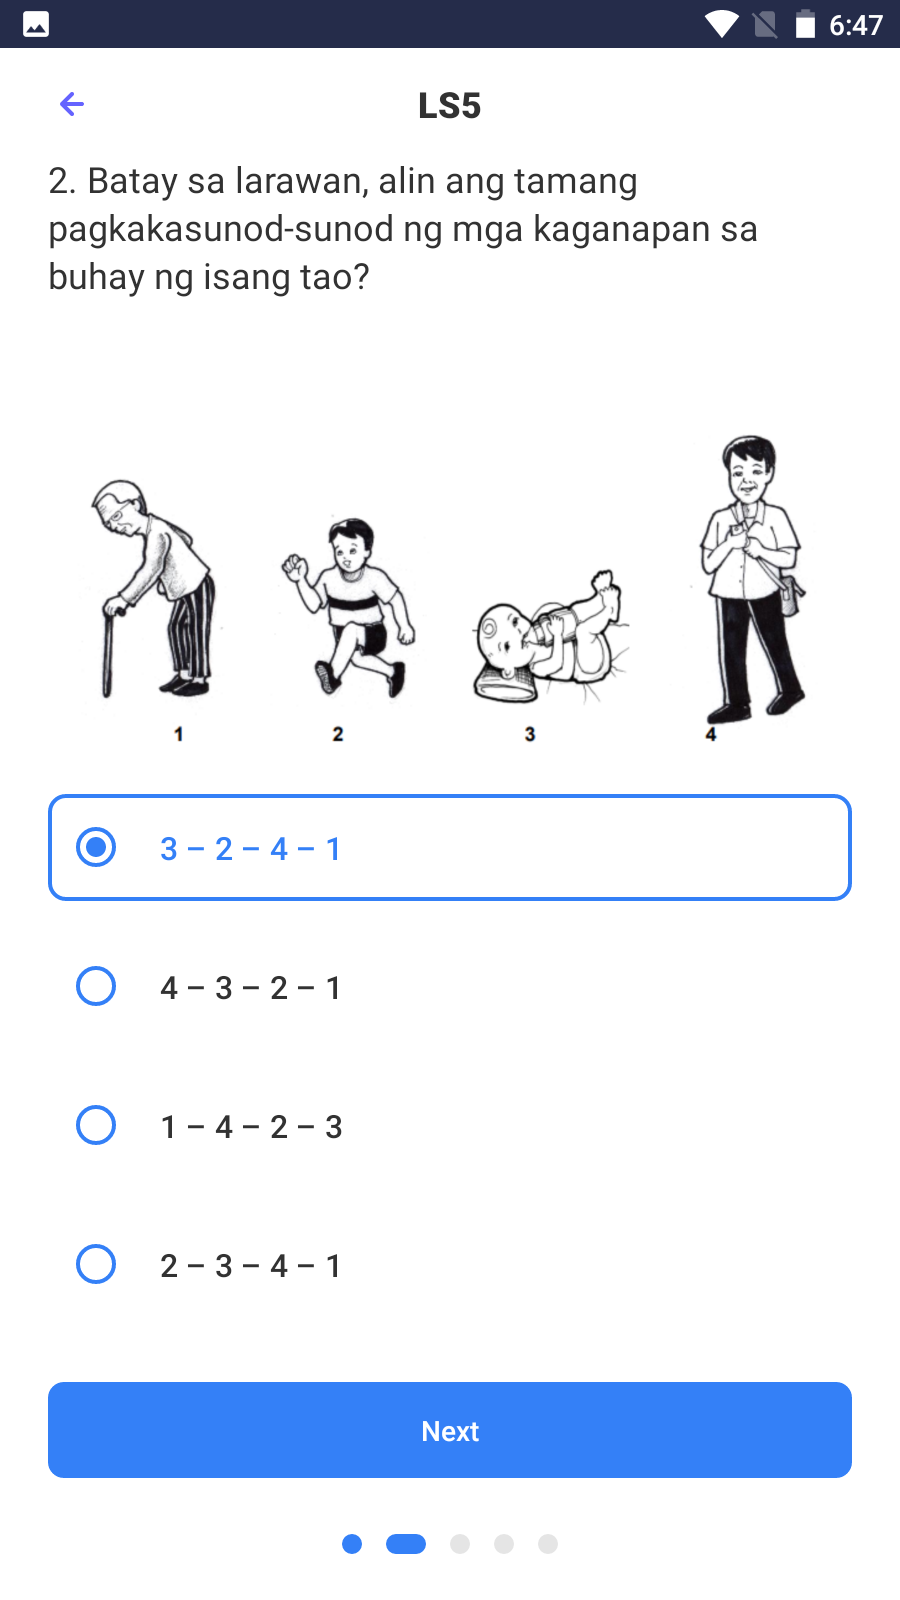 6:47
LS5
2. Batay sa larawan, alin ang tamang
pagkakasunod-sunod ng mga kaganapan sa
buhay ng isang tao?
1 2 3 4
3 – 2 – 4 – 1
4 – 3 – 2 – 1
1 – 4 – 2 – 3
2 – 3 – 4 – 1
Next